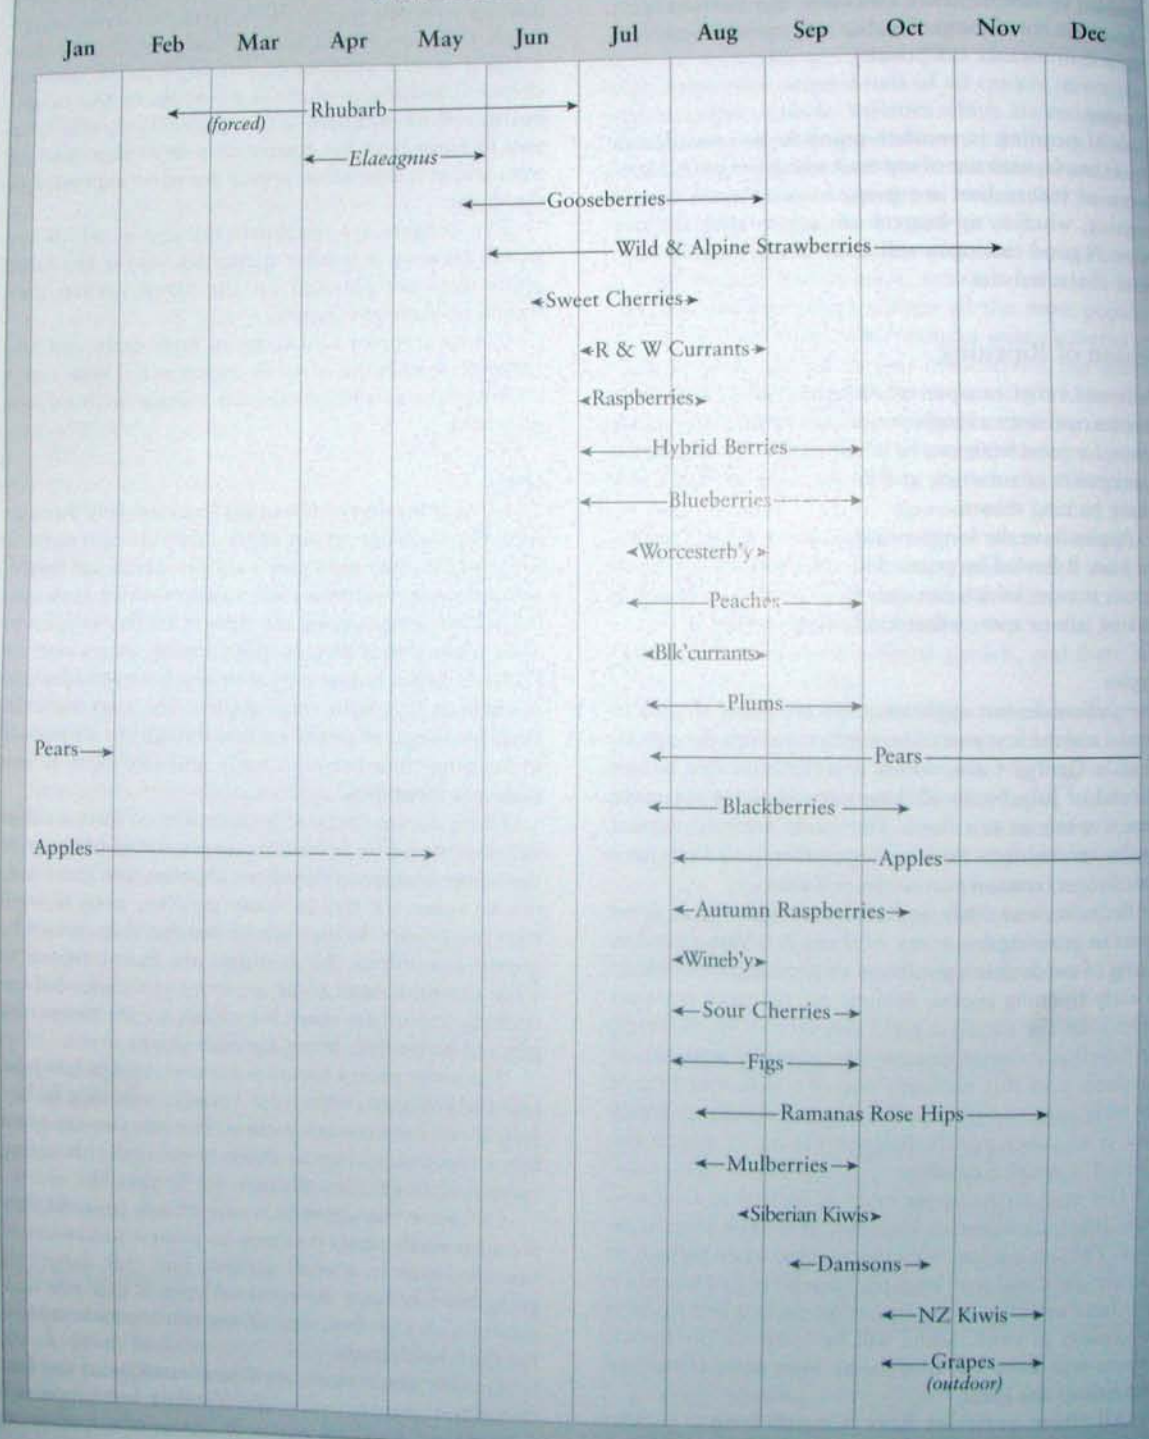 Jan Feb Mar Apr May Jun Jul Aug Sep Oct Nov Dec
Rhubarb
(forced)
Elaeagnus
Gooseberries
Wild & Alpine Strawberries
Sweet Cherries
R & W Currants
Raspberries
Hybrid Berries
Blueberries
Worcesterb'y
Peaches
Blk'currants
Plums
Pears Pears
Blackberries
Apples Apples
Autumn Raspberries
Wineb'y
Sour Cherries
Figs
Ramanas Rose Hips
Mulberries
Siberian Kiwis
Damsons
NZ Kiwis
Grapes
(outdoor)